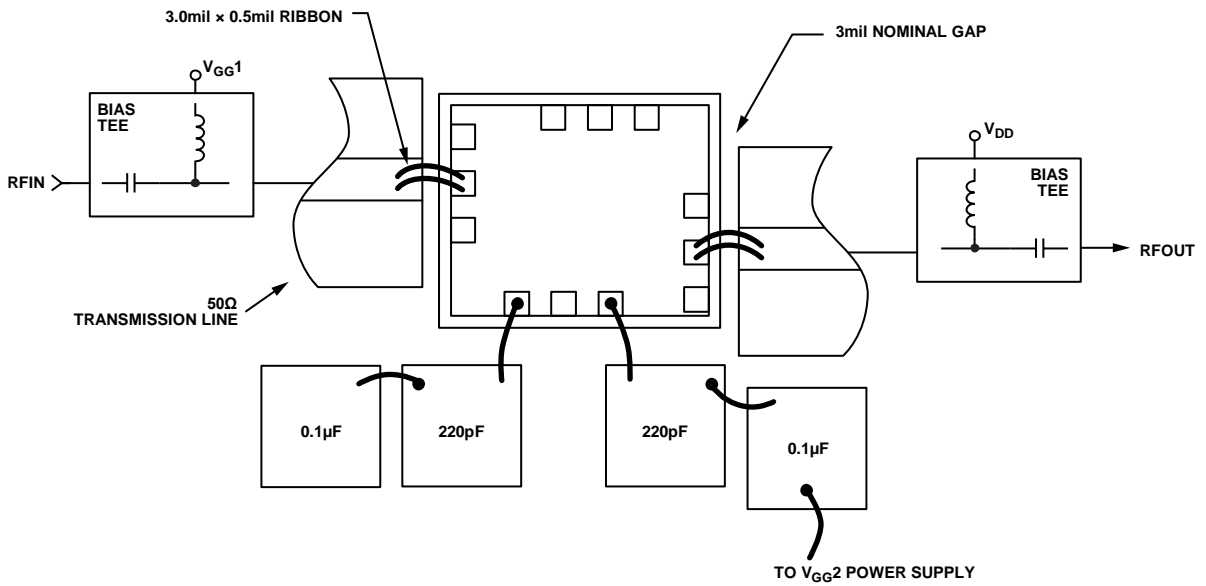 3.0mil × 0.5mil RIBBON
3mil NOMINAL GAP
VGG1
BIAS
TEE
RFIN
VDD
BIAS
TEE
RFOUT
50Ω
TRANSMISSION LINE
0.1µF
220pF
220pF
0.1µF
TO VGG2 POWER SUPPLY